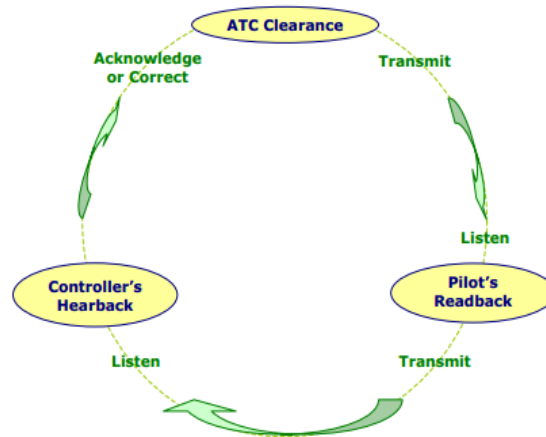 ATC Clearance
Acknowledge
or Correct
Transmit
Listen
Controller's
Hearback
Pilot's
Readback
Listen
Transmit